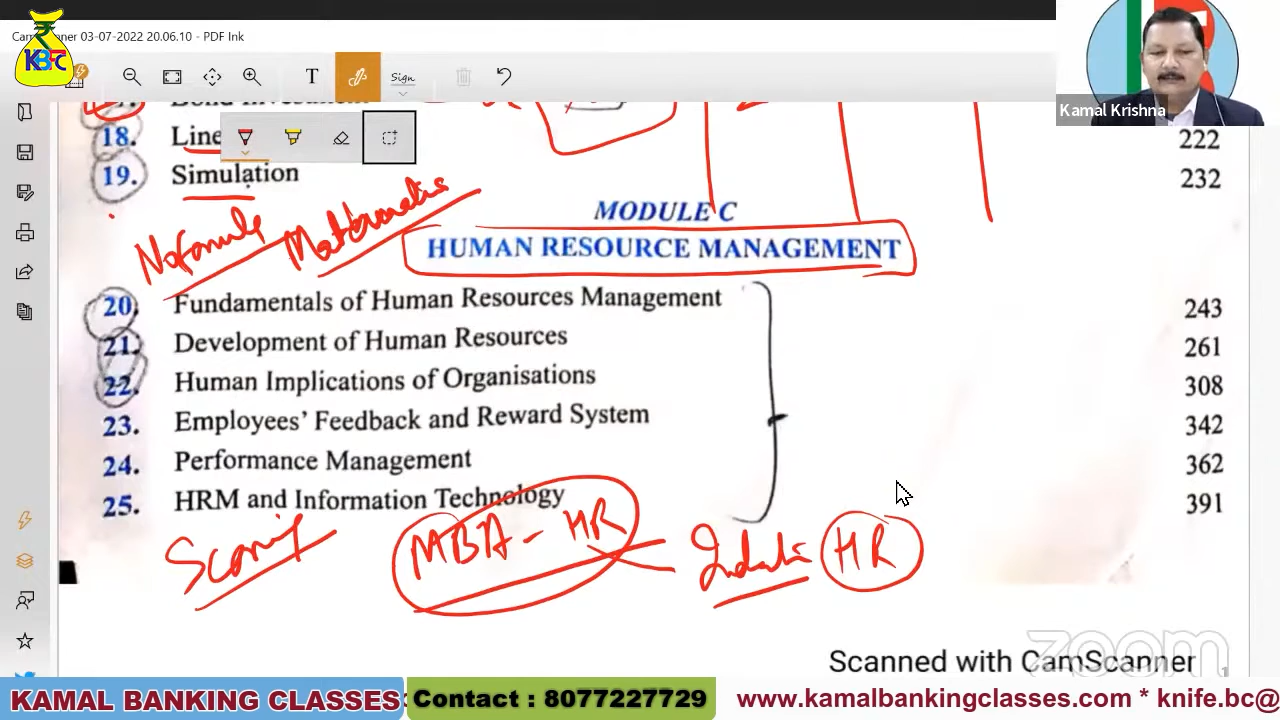 CamScanner 03-07-2022 20.06.10 - PDF Ink
KBFC
Kamal Krishna
T
Sign
Bond Investment
18. Line 222
19. Simulation 232
Mathematics
MODULE C
HUMAN RESOURCE MANAGEMENT
20. Fundamentals of Human Resources Management 243
21. Development of Human Resources 261
22. Human Implications of Organisations 308
23. Employees' Feedback and Reward System 342
24. Performance Management 362
25. HRM and Information Technology 391
Scoring
MBA - HR
HR
zoom
Scanned with CamScanner
KAMAL BANKING CLASSES
Contact : 8077227729
www.kamalbankingclasses.com * knife.bc@